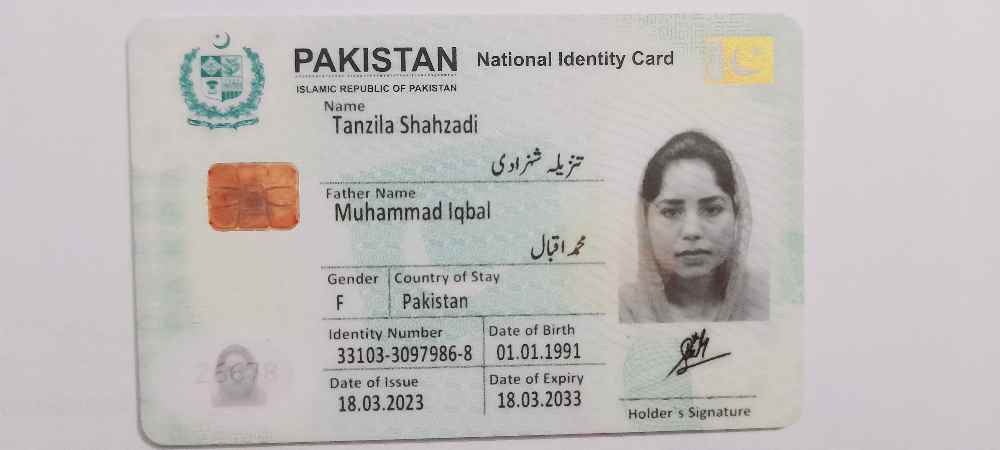 PAKISTAN National Identity Card
ISLAMIC REPUBLIC OF PAKISTAN
Name
Tanzila Shahzadi
تنزیلہ شہزادی
Father Name
Muhammad Iqbal
محمد اقبال
Gender Country of Stay
F Pakistan
Identity Number Date of Birth
33103-3097986-8 01.01.1991
Date of Issue Date of Expiry
18.03.2023 18.03.2033
Holder's Signature